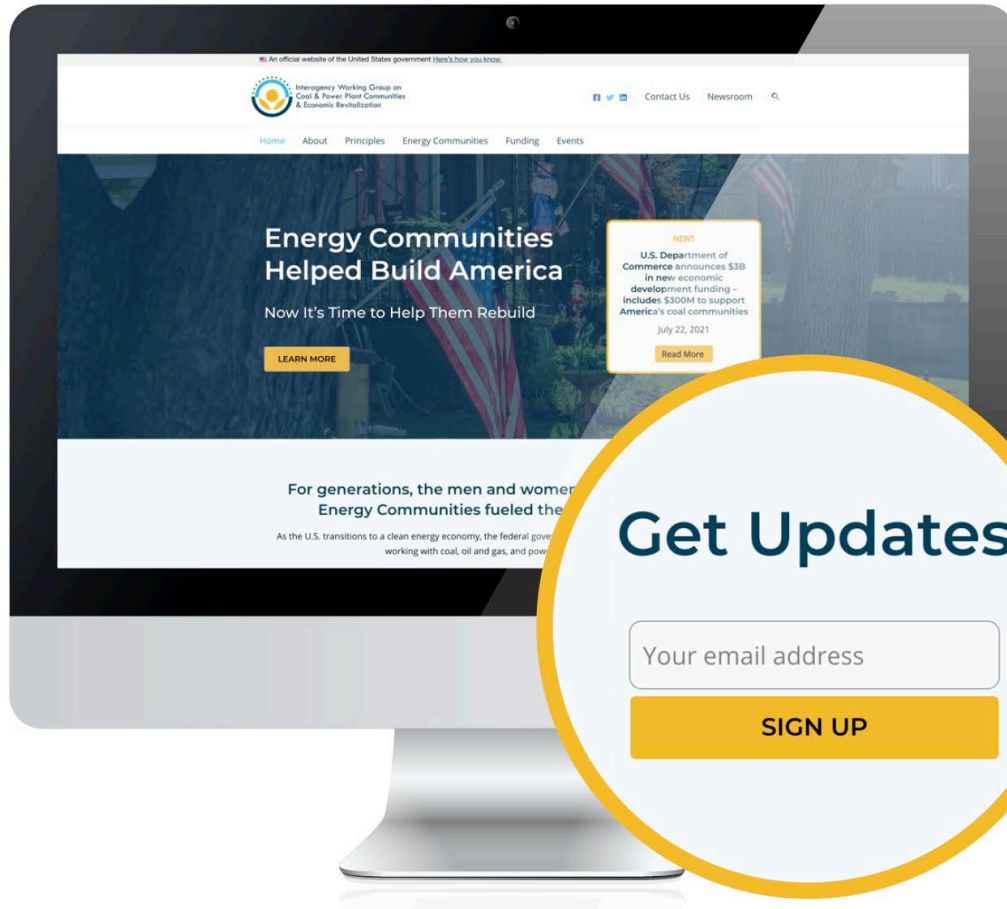 An official website of the United States government Here's how you know.
Interagency Working Group on
Coal & Power Plant Communities
& Economic Revitalization
Contact Us Newsroom
Home About Principles Energy Communities Funding Events
Energy Communities
Helped Build America
Now It's Time to Help Them Rebuild
LEARN MORE
NEWS
U.S. Department of
Commerce announces $3B
in new economic
development funding –
includes $300M to support
America's coal communities
July 22, 2021
Read More
For generations, the men and women
Energy Communities fueled the
As the U.S. transitions to a clean energy economy, the federal
working with coal, oil and gas, and
Get Updates
Your email address
SIGN UP